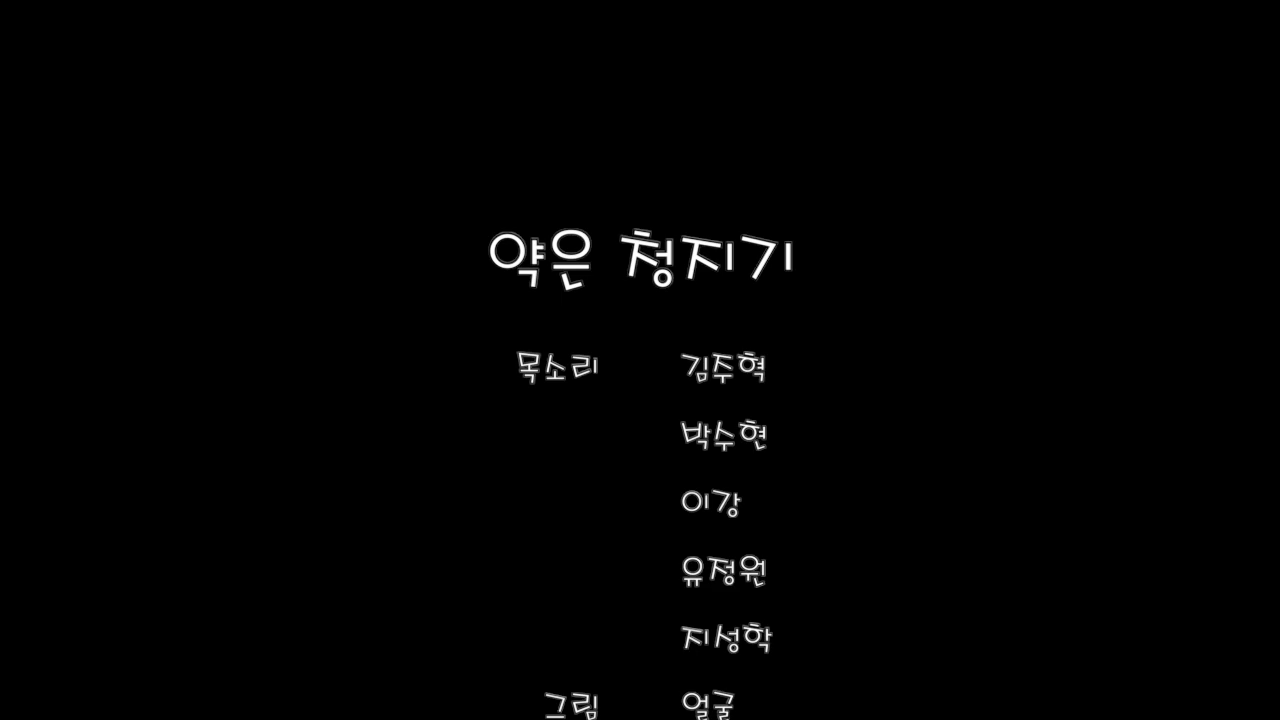 약은 청지기
목소리 김주혁
박수현
이강
유정원
지성학
그림 얼굴